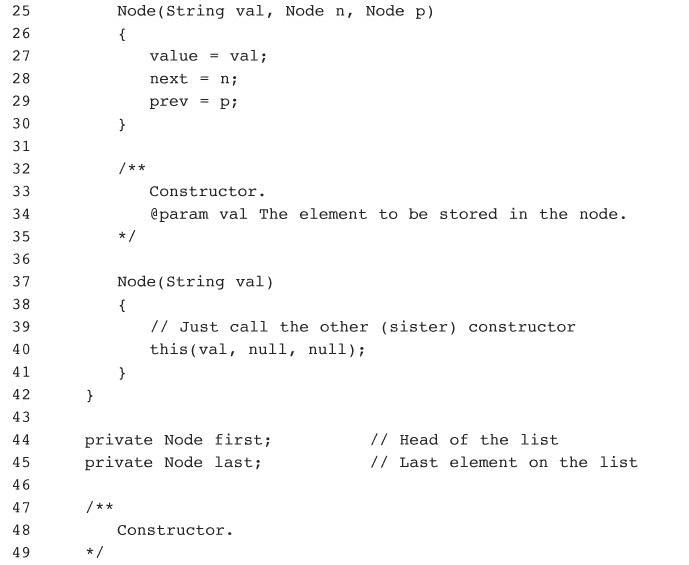 25         Node(String val, Node n, Node p)
26         {
27            value = val;
28            next = n;
29            prev = p;
30         }
31
32         /**
33            Constructor.
34            @param val The element to be stored in the node.
35         */
36
37         Node(String val)
38         {
39            // Just call the other (sister) constructor
40            this(val, null, null);
41         }
42      }
43
44      private Node first;         // Head of the list
45      private Node last;          // Last element on the list
46
47      /**
48         Constructor.
49      */